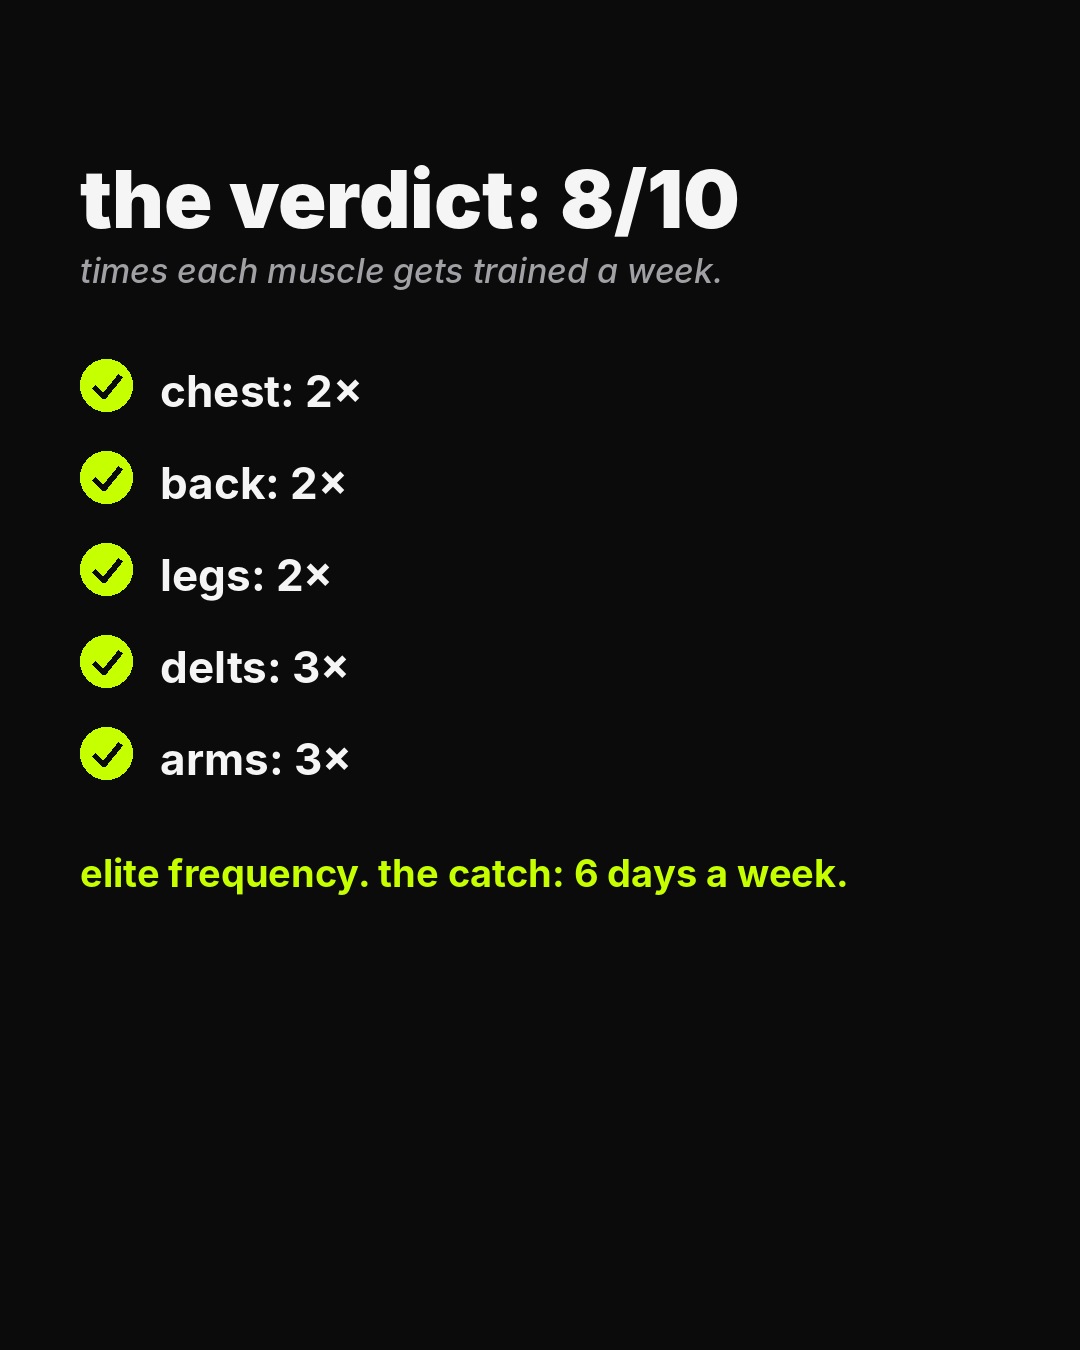 the verdict: 8/10
times each muscle gets trained a week.
chest: 2×
back: 2×
legs: 2×
delts: 3×
arms: 3×
elite frequency. the catch: 6 days a week.